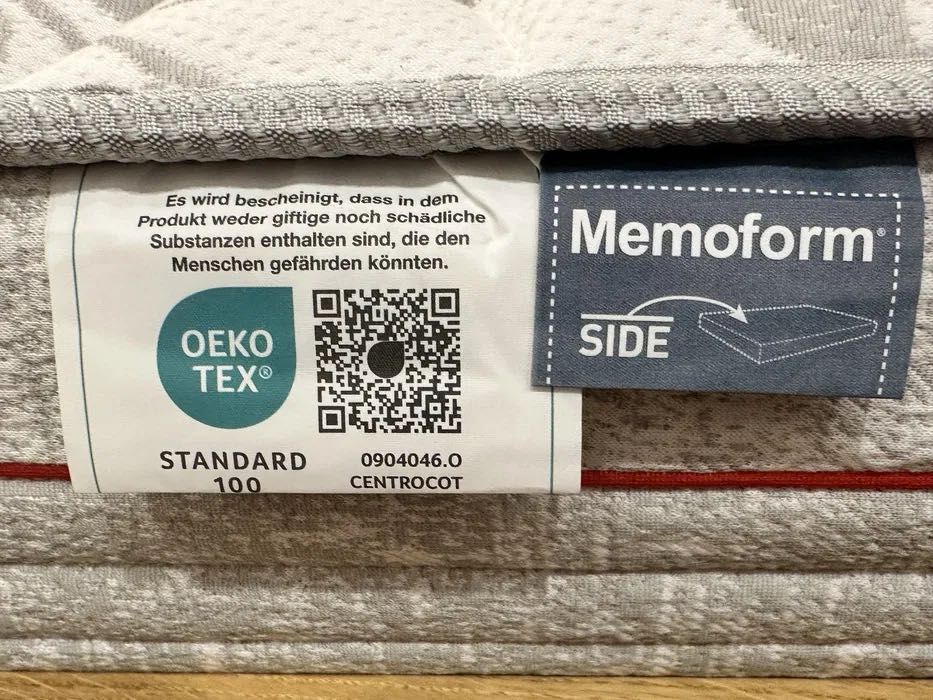 Es wird bescheinigt, dass in dem
Produkt weder giftige noch schädliche
Substanzen enthalten sind, die den
Menschen gefährden könnten.
OEKO
TEX®
STANDARD
100
0904046.O
CENTROCOT
Memoform®
SIDE